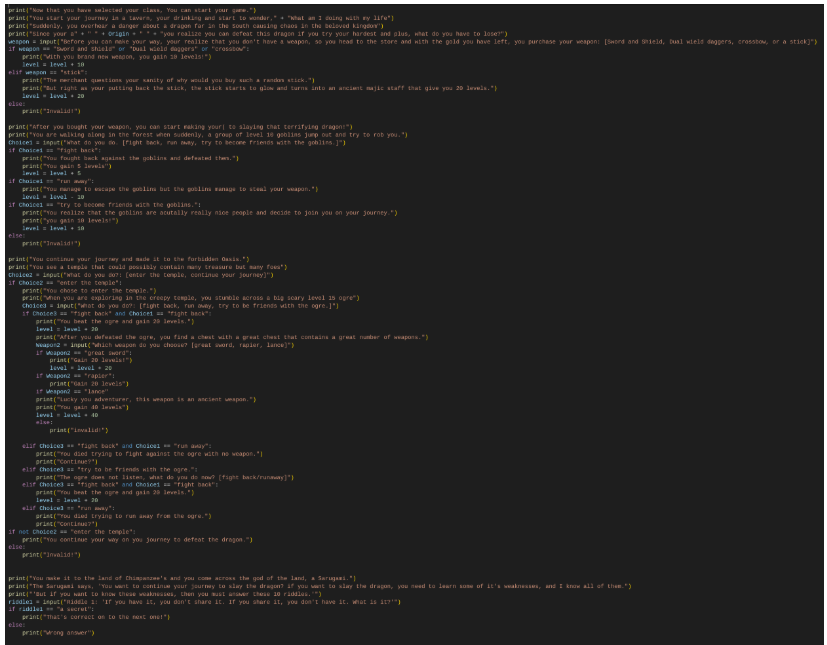 print("Now that you have selected your class, You can start your game.")
print("You start your journey in a tavern, your drinking and start to wonder," + "What am I doing with my life")
print("Suddenly, you overhear a danger about a dragon far in the South causing chaos in the beloved kingdom")
print("Since your a" + " " + Origin + " " + "you realize you can defeat this dragon if you try your hardest and plus, what do you have to lose?")
weapon = input("Before you can make your way, your realize that you don't have a weapon, so you head to the store and with the gold you have left, you purchase your weapon: [Sword and Shield, Dual wield daggers, crossbow, or a stick]")
if weapon == "Sword and Shield" or "Dual wield daggers" or "crossbow":
    print("With you brand new weapon, you gain 10 levels!")
    level = level + 10
elif weapon == "stick":
    print("The merchant questions your sanity of why would you buy such a random stick.")
    print("But right as your putting back the stick, the stick starts to glow and turns into an ancient majic staff that give you 20 levels.")
    level = level + 20
else:
    print("Invalid!")

print("After you bought your weapon, you can start making your) to slaying that terrifying dragon!")
print("You are walking along in the forest when suddenly, a group of level 10 goblins jump out and try to rob you.")
Choice1 = input("What do you do. [fight back, run away, try to become friends with the goblins.]")
if Choice1 == "fight back":
    print("You fought back against the goblins and defeated them.")
    print("You gain 5 levels")
    level = level + 5
if Choice1 == "run away":
    print("You manage to escape the goblins but the goblins manage to steal your weapon.")
    level = level - 10
if Choice1 == "try to become friends with the goblins.":
    print("You realize that the goblins are acutally really nice people and decide to join you on your journey.")
    print("you gain 10 levels!")
    level = level + 10
else:
    print("Invalid!")

print("You continue your journey and made it to the forbidden Oasis.")
print("You see a temple that could possibly contain many treasure but many foes")
Choice2 = input("What do you do?: [enter the temple, continue your journey]")
if Choice2 == "enter the temple":
    print("You chose to enter the temple.")
    print("When you are exploring in the creepy temple, you stumble across a big scary level 15 ogre")
    Choice3 = input("What do you do?: [fight back, run away, try to be friends with the ogre.]")
    if Choice3 == "fight back" and Choice1 == "fight back":
        print("You beat the ogre and gain 20 levels.")
        level = level + 20
        print("After you defeated the ogre, you find a chest with a great chest that contains a great number of weapons.")
        Weapon2 = input("Which weapon do you choose? [great sword, rapier, lance]")
        if Weapon2 == "great sword":
            print("Gain 20 levels!")
            level = level + 20
        if Weapon2 == "rapier":
            print("Gain 20 levels")
        if Weapon2 == "lance"
        print("Lucky you adventurer, this weapon is an ancient weapon.")
        print("You gain 40 levels")
        level = level + 40
        else:
            print("invalid!")

    elif Choice3 == "fight back" and Choice1 == "run away":
        print("You died trying to fight against the ogre with no weapon.")
        print("Continue?")
    elif Choice3 == "try to be friends with the ogre.":
        print("The ogre does not listen, what do you do now? [fight back/runaway]")
    elif Choice3 == "fight back" and Choice1 == "fight back":
        print("You beat the ogre and gain 20 levels.")
        level = level + 20
    elif Choice3 == "run away":
        print("You died trying to run away from the ogre.")
        print("Continue?")
if not Choice2 == "enter the temple":
    print("You continue your way on you journey to defeat the dragon.")
else:
    print("Invalid!")

print("You make it to the land of Chimpanzee's and you come across the god of the land, a Sarugami.")
print("The Sarugami says, 'You want to continue your journey to slay the dragon? if you want to slay the dragon, you need to learn some of it's weaknesses, and I know all of them.")
print("'But if you want to know these weaknesses, then you must answer these 10 riddles.'")
riddle1 = input("Riddle 1: 'If you have it, you don't share it. If you share it, you don't have it. What is it?'")
if riddle1 == "a secret":
    print("That's correct on to the next one!")
else:
    print("Wrong answer")